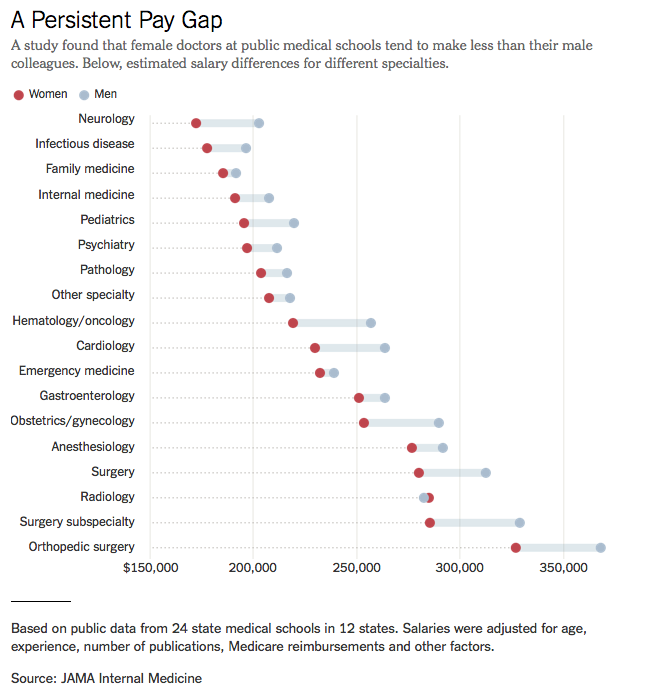 A Persistent Pay Gap
A study found that female doctors at public medical schools tend to make less than their male
colleagues. Below, estimated salary differences for different specialties.
Women Men
Neurology
Infectious disease
Family medicine
Internal medicine
Pediatrics
Psychiatry
Pathology
Other specialty
Hematology/oncology
Cardiology
Emergency medicine
Gastroenterology
Obstetrics/gynecology
Anesthesiology
Surgery
Radiology
Surgery subspecialty
Orthopedic surgery
$150,000 200,000 250,000 300,000 350,000
Based on public data from 24 state medical schools in 12 states. Salaries were adjusted for age,
experience, number of publications, Medicare reimbursements and other factors.
Source: JAMA Internal Medicine